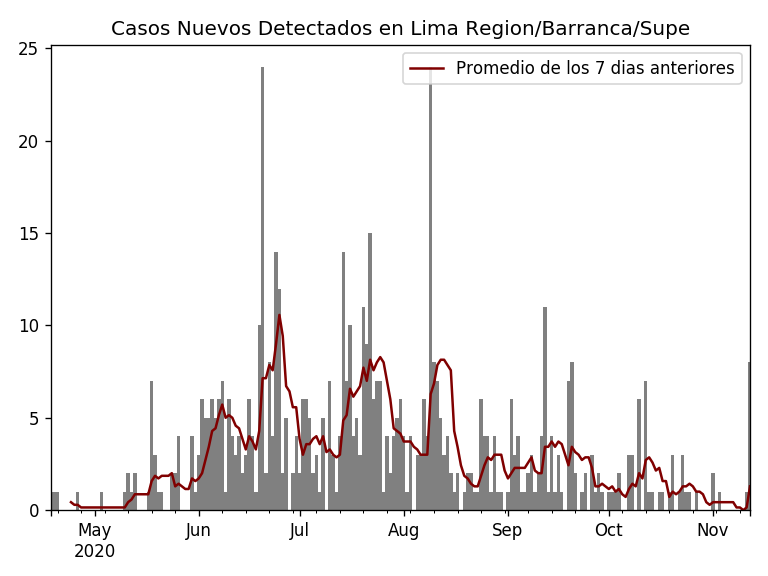 Casos Nuevos Detectados en Lima Region/Barranca/Supe
Promedio de los 7 dias anteriores
25
20
15
10
5
0
May Jun Jul Aug Sep Oct Nov
2020